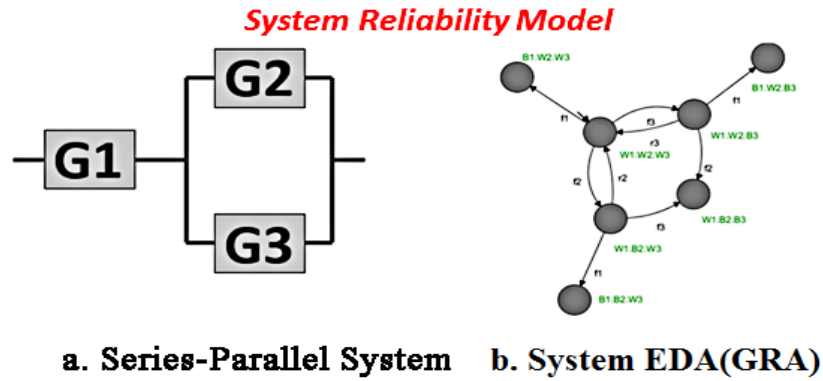 System Reliability Model
G1
G2
G3
B1.W2.W3
B1.W2.B3
f1
f1
f3
r3
W1.W2.W3
W1.W2.B3
f2
r2
f2
W1.B2.B3
f3
W1.B2.W3
f1
B1.B2.W3
a. Series-Parallel System
b. System EDA(GRA)